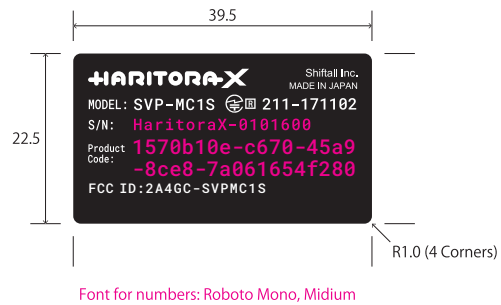 39.5
HARITORA-X
Shiftall Inc.
MADE IN JAPAN
MODEL: SVP-MC1S R 211-171102
S/N: HaritoraX-0101600
Product Code: 1570b10e-c670-45a9
-8ce8-7a061654f280
FCC ID:2A4GC-SVPMC1S
22.5
R1.0 (4 Corners)
Font for numbers: Roboto Mono, Midium